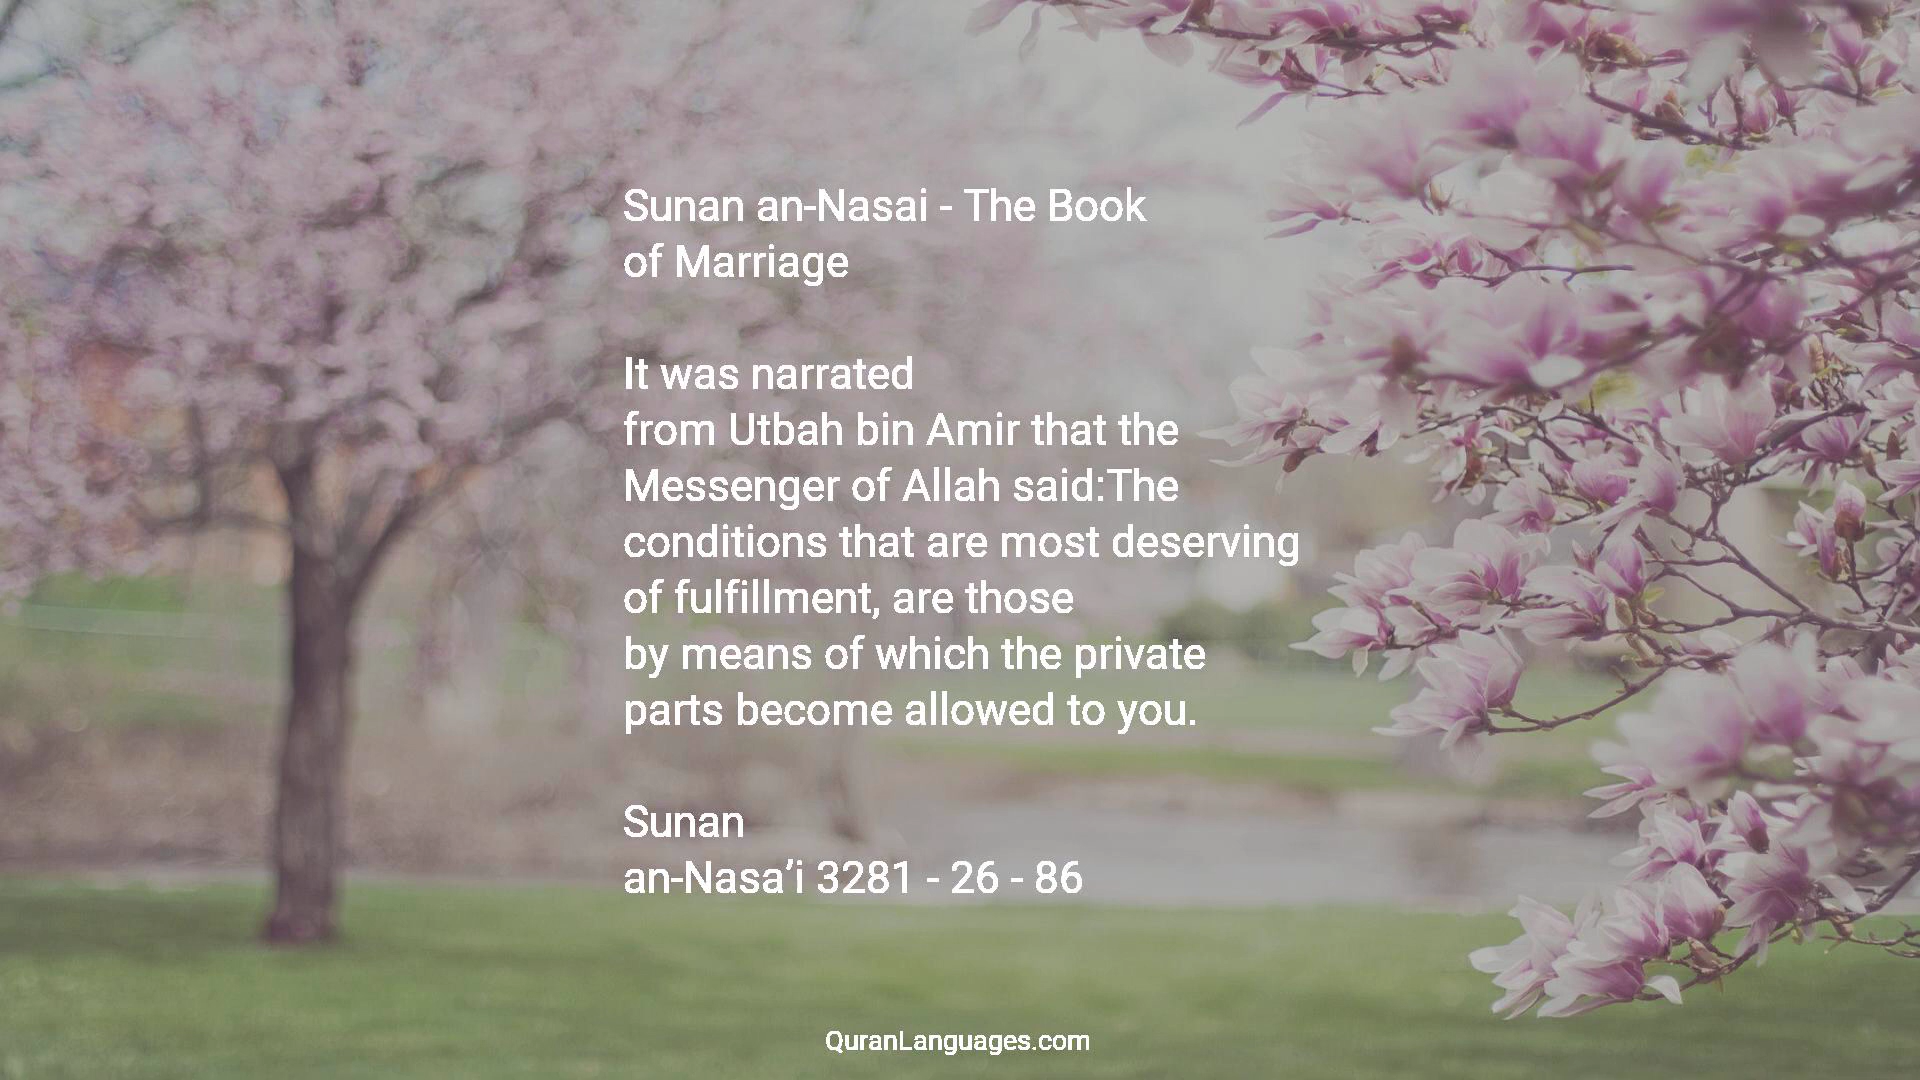 Sunan an-Nasai - The Book
of Marriage
It was narrated
from Utbah bin Amir that the
Messenger of Allah said:The
conditions that are most deserving
of fulfillment, are those
by means of which the private
parts become allowed to you.
Sunan
an-Nasa’i 3281 - 26 - 86
QuranLanguages.com